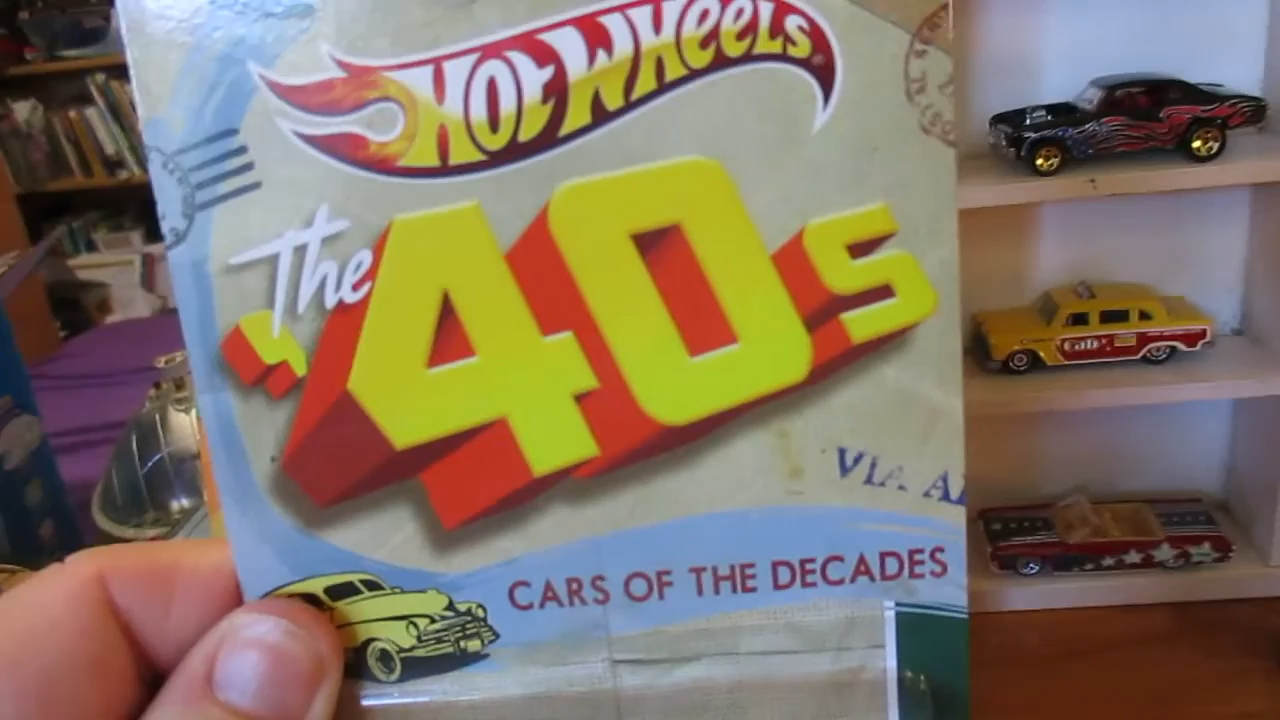 HOT WHEELS
The
'40s
VIA
CARS OF THE DECADES
Cab